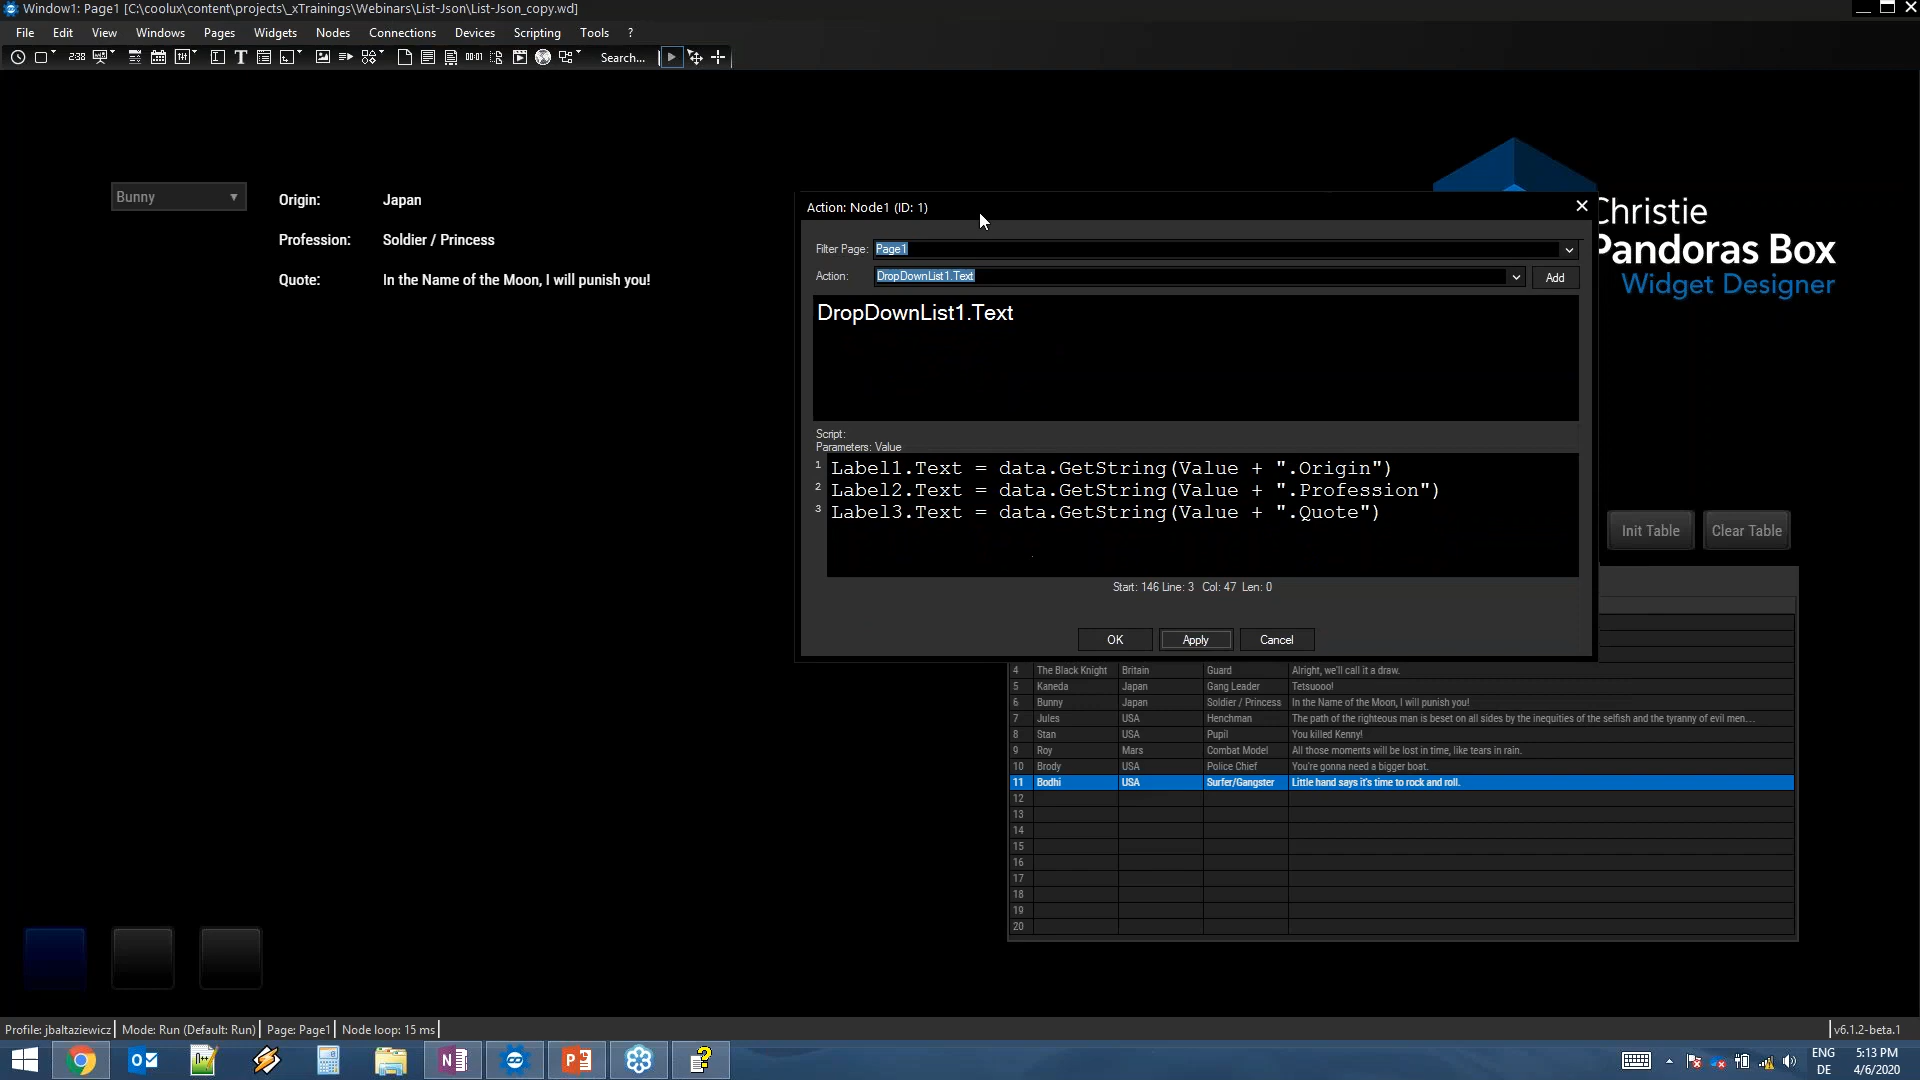 Window1: Page1 [C:\coolux\content\projects\_xTrainings\Webinars\List-Json\List-Json_copy.wd]
File Edit View Windows Pages Widgets Nodes Connections Devices Scripting Tools ?
Search...
Bunny
Origin: Japan
Profession: Soldier / Princess
Quote: In the Name of the Moon, I will punish you!
Christie
Pandoras Box
Widget Designer
Action: Node1 (ID: 1)
Filter Page: Page1
Action: DropDownList1.Text Add
DropDownList1.Text
Script:
Parameters: Value
1 Label1.Text = data.GetString(Value + ".Origin")
2 Label2.Text = data.GetString(Value + ".Profession")
3 Label3.Text = data.GetString(Value + ".Quote")
Start: 146 Line: 3 Col: 47 Len: 0
OK Apply Cancel
Init Table Clear Table
4 The Black Knight Britain Guard Alright, we'll call it a draw.
5 Kaneda Japan Gang Leader Tetsuooo!
6 Bunny Japan Soldier / Princess In the Name of the Moon, I will punish you!
7 Jules USA Henchman The path of the righteous man is beset on all sides by the inequities of the selfish and the tyranny of evil men...
8 Stan USA Pupil You killed Kenny!
9 Roy Mars Combat Model All those moments will be lost in time, like tears in rain.
10 Brody USA Police Chief You're gonna need a bigger boat.
11 Bodhi USA Surfer/Gangster Little hand says it's time to rock and roll.
12
13
14
15
16
17
18
19
20
Profile: jbaltaziewicz Mode: Run (Default: Run) Page: Page1 Node loop: 15 ms v6.1.2-beta.1
ENG 5:13 PM
DE 4/6/2020